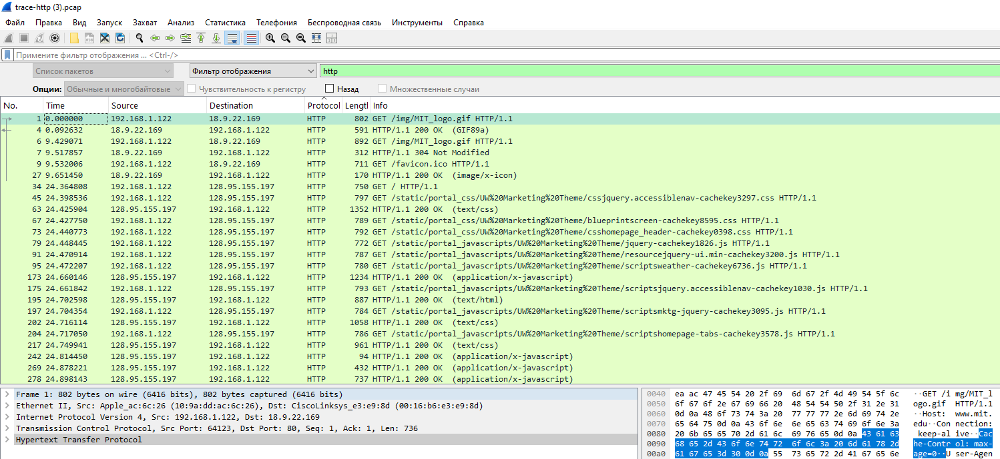 trace-http (3).pcap
Файл Правка Вид Запуск Захват Анализ Статистика Телефония Беспроводная связь Инструменты Справка
Примените фильтр отображения ... <Ctrl-/>
Список пакетов Фильтр отображения http
Опции: Обычные и многобайтовые Чувствительность к регистру Назад Множественные случаи
No. Time Source Destination Protocol Lengtl Info
1 0.000000 192.168.1.122 18.9.22.169 HTTP 802 GET /img/MIT_logo.gif HTTP/1.1
4 0.092632 18.9.22.169 192.168.1.122 HTTP 591 HTTP/1.1 200 OK (GIF89a)
6 9.429071 192.168.1.122 18.9.22.169 HTTP 892 GET /img/MIT_logo.gif HTTP/1.1
7 9.517857 18.9.22.169 192.168.1.122 HTTP 312 HTTP/1.1 304 Not Modified
9 9.532006 192.168.1.122 18.9.22.169 HTTP 711 GET /favicon.ico HTTP/1.1
27 9.651450 18.9.22.169 192.168.1.122 HTTP 170 HTTP/1.1 200 OK (image/x-icon)
34 24.364808 192.168.1.122 128.95.155.197 HTTP 750 GET / HTTP/1.1
45 24.398536 192.168.1.122 128.95.155.197 HTTP 797 GET /static/portal_css/UW%20Marketing%20Theme/cssjquery.accessiblenav-cachekey3297.css HTTP/1.1
63 24.425904 128.95.155.197 192.168.1.122 HTTP 1352 HTTP/1.1 200 OK (text/css)
67 24.427750 192.168.1.122 128.95.155.197 HTTP 789 GET /static/portal_css/UW%20Marketing%20Theme/blueprintscreen-cachekey8595.css HTTP/1.1
73 24.440773 192.168.1.122 128.95.155.197 HTTP 792 GET /static/portal_css/UW%20Marketing%20Theme/csshomepage_header-cachekey0398.css HTTP/1.1
79 24.448445 192.168.1.122 128.95.155.197 HTTP 772 GET /static/portal_javascripts/UW%20Marketing%20Theme/jquery-cachekey1826.js HTTP/1.1
91 24.470914 192.168.1.122 128.95.155.197 HTTP 787 GET /static/portal_javascripts/UW%20Marketing%20Theme/resourcejquery-ui.min-cachekey3200.js HTTP/1.1
95 24.472207 192.168.1.122 128.95.155.197 HTTP 780 GET /static/portal_javascripts/UW%20Marketing%20Theme/scriptsweather-cachekey6736.js HTTP/1.1
173 24.660146 128.95.155.197 192.168.1.122 HTTP 1234 HTTP/1.1 200 OK (application/x-javascript)
175 24.661842 192.168.1.122 128.95.155.197 HTTP 793 GET /static/portal_javascripts/UW%20Marketing%20Theme/scriptsjquery.accessiblenav-cachekey1030.js HTTP/1.1
195 24.702598 128.95.155.197 192.168.1.122 HTTP 887 HTTP/1.1 200 OK (text/html)
197 24.704354 192.168.1.122 128.95.155.197 HTTP 784 GET /static/portal_javascripts/UW%20Marketing%20Theme/scriptsmktg-jquery-cachekey3095.js HTTP/1.1
202 24.716114 128.95.155.197 192.168.1.122 HTTP 1058 HTTP/1.1 200 OK (text/css)
204 24.717050 192.168.1.122 128.95.155.197 HTTP 786 GET /static/portal_javascripts/UW%20Marketing%20Theme/scriptshomepage-tabs-cachekey3578.js HTTP/1.1
217 24.749941 128.95.155.197 192.168.1.122 HTTP 961 HTTP/1.1 200 OK (text/css)
242 24.814450 128.95.155.197 192.168.1.122 HTTP 94 HTTP/1.1 200 OK (application/x-javascript)
269 24.878221 128.95.155.197 192.168.1.122 HTTP 432 HTTP/1.1 200 OK (application/x-javascript)
278 24.898143 128.95.155.197 192.168.1.122 HTTP 737 HTTP/1.1 200 OK (application/x-javascript)
Frame 1: 802 bytes on wire (6416 bits), 802 bytes captured (6416 bits)
Ethernet II, Src: Apple_ac:6c:26 (10:9a:dd:ac:6c:26), Dst: CiscoLinksys_e3:e9:8d (00:16:b6:e3:e9:8d)
Internet Protocol Version 4, Src: 192.168.1.122, Dst: 18.9.22.169
Transmission Control Protocol, Src Port: 64123, Dst Port: 80, Seq: 1, Ack: 1, Len: 736
Hypertext Transfer Protocol
0040 ea ac 47 45 54 20 2f 69 6d 67 2f 4d 49 54 5f 6c ··GET /i mg/MIT_l
0050 6f 67 6f 2e 67 69 66 20 48 54 54 50 2f 31 2e 31 ogo.gif HTTP/1.1
0060 0d 0a 48 6f 73 74 3a 20 77 77 77 2e 6d 69 74 2e ··Host: www.mit.
0070 65 64 75 0d 0a 43 6f 6e 6e 65 63 74 69 6f 6e 3a edu··Con nection:
0080 20 6b 65 65 70 2d 61 6c 69 76 65 0d 0a 43 61 63 keep-al ive··Cac
0090 68 65 2d 43 6f 6e 74 72 6f 6c 3a 20 6d 61 78 2d he-Contr ol: max-
00a0 61 67 65 3d 30 0d 0a 55 73 65 72 2d 41 67 65 6e age=0··U ser-Agen